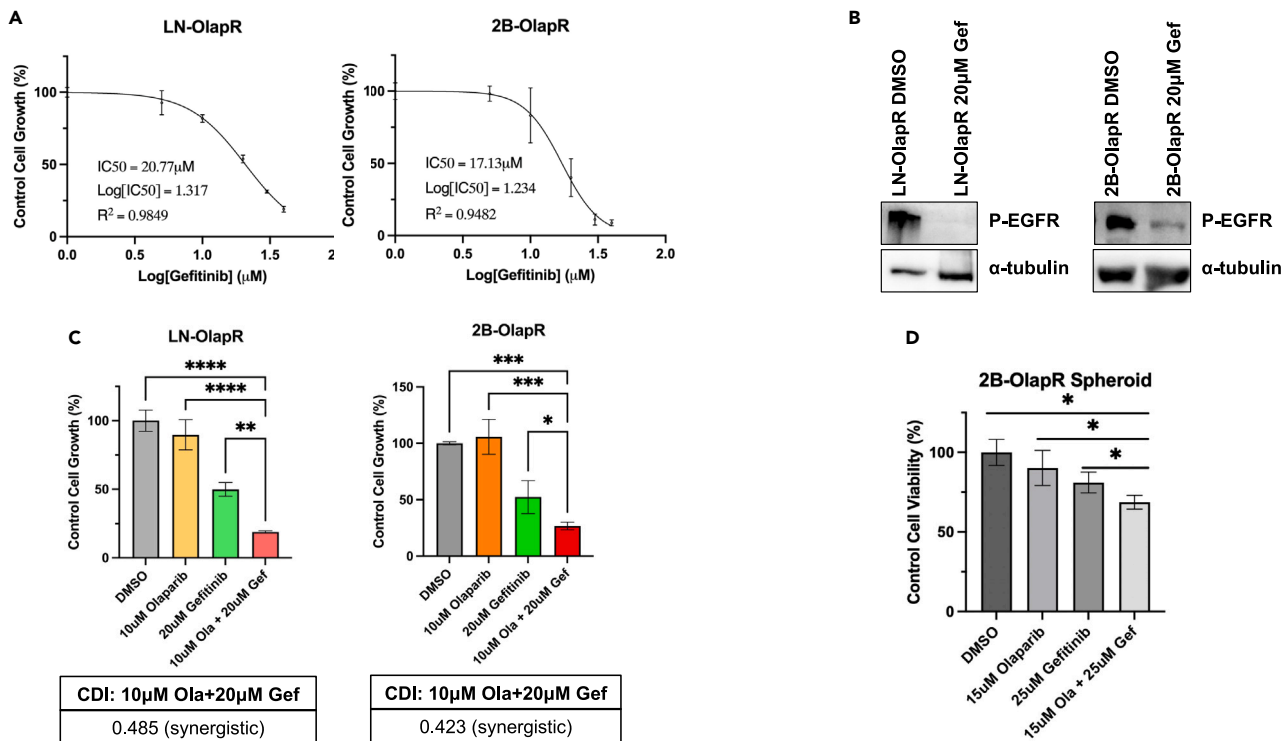 A
LN-OlapR
Control Cell Growth (%)
100
50
0
IC50 = 20.77μM
Log[IC50] = 1.317
R² = 0.9849
0.0 0.5 1.0 1.5 2.0
Log[Gefitinib] (μM)
2B-OlapR
Control Cell Growth (%)
100
50
0
IC50 = 17.13μM
Log[IC50] = 1.234
R² = 0.9482
0.0 0.5 1.0 1.5
Log[Gefitinib] (μM)
B
LN-OlapR DMSO
LN-OlapR 20μM Gef
P-EGFR
α-tubulin
2B-OlapR DMSO
2B-OlapR 20μM Gef
P-EGFR
α-tubulin
C
LN-OlapR
Control Cell Growth (%)
100
50
0
****
****
**
DMSO
10uM Olaparib
20uM Gefitinib
10uM Ola + 20uM Gef
CDI: 10μM Ola+20μM Gef
0.485 (synergistic)
2B-OlapR
Control Cell Growth (%)
150
100
50
0
***
***
*
DMSO
10uM Olaparib
20uM Gefitinib
10uM Ola + 20uM Gef
CDI: 10μM Ola+20μM Gef
0.423 (synergistic)
D
2B-OlapR Spheroid
Control Cell Viability (%)
100
50
0
*
*
*
DMSO
15uM Olaparib
25uM Gefitinib
15uM Ola + 25uM Gef